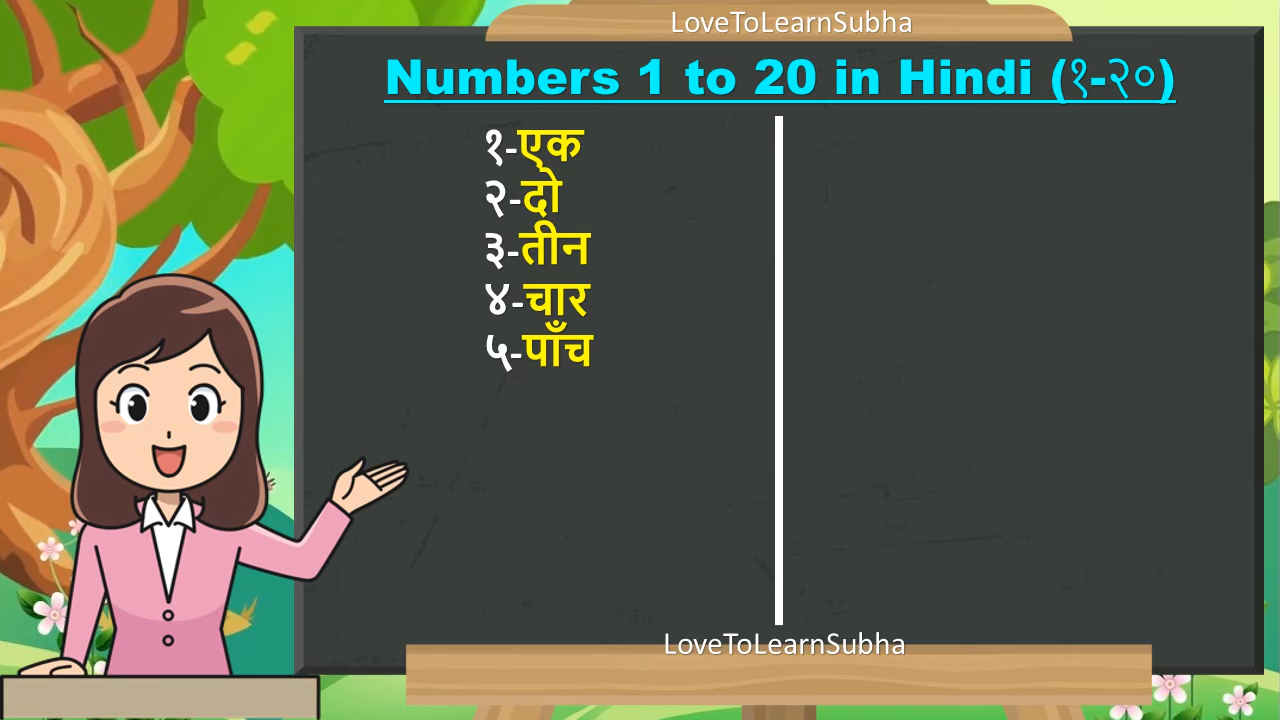 LoveToLearnSubha
Numbers 1 to 20 in Hindi (१-२०)
१-एक
२-दो
३-तीन
४-चार
५-पाँच
LoveToLearnSubha